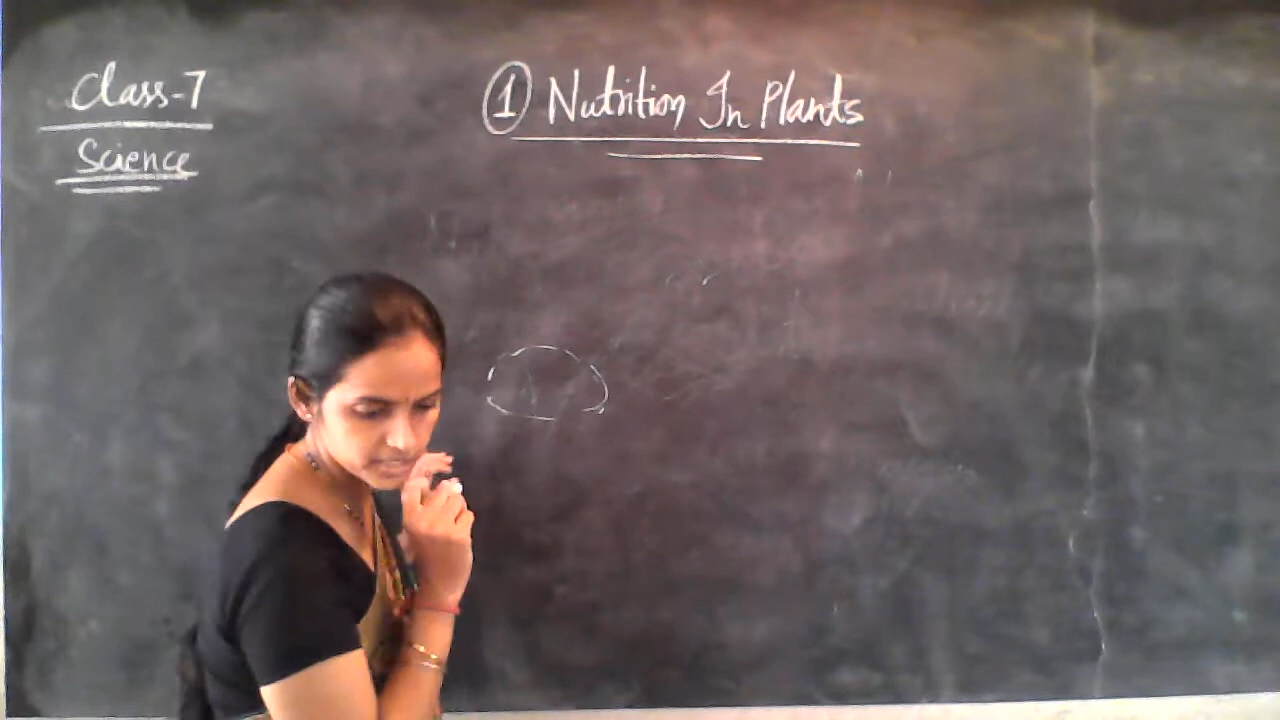 Class-7
Science
① Nutrition In Plants